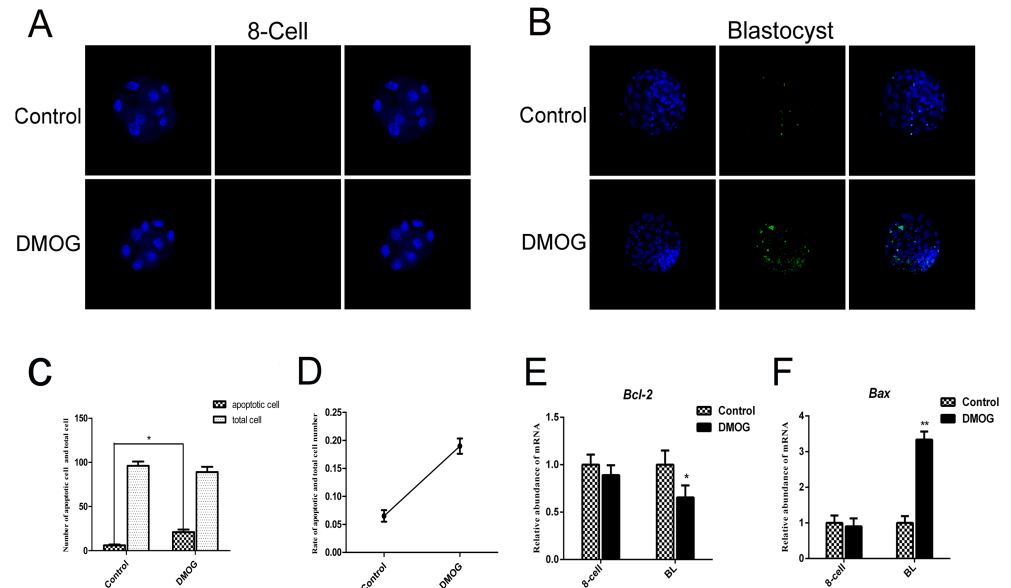 A
8-Cell
Control
DMOG
B
Blastocyst
Control
DMOG
C
apoptotic cell
total cell
Number of apoptotic cell and total cell
150
100
50
0
*
Control
DMOG
D
Rate of apoptotic and total cell number
0.25
0.20
0.15
0.10
0.05
0.00
Control
DMOG
E
Bcl-2
Control
DMOG
Relative abundance of mRNA
1.5
1.0
0.5
0.0
*
8-cell
BL
F
Bax
Control
DMOG
Relative abundance of mRNA
4
3
2
1
0
**
8-cell
BL